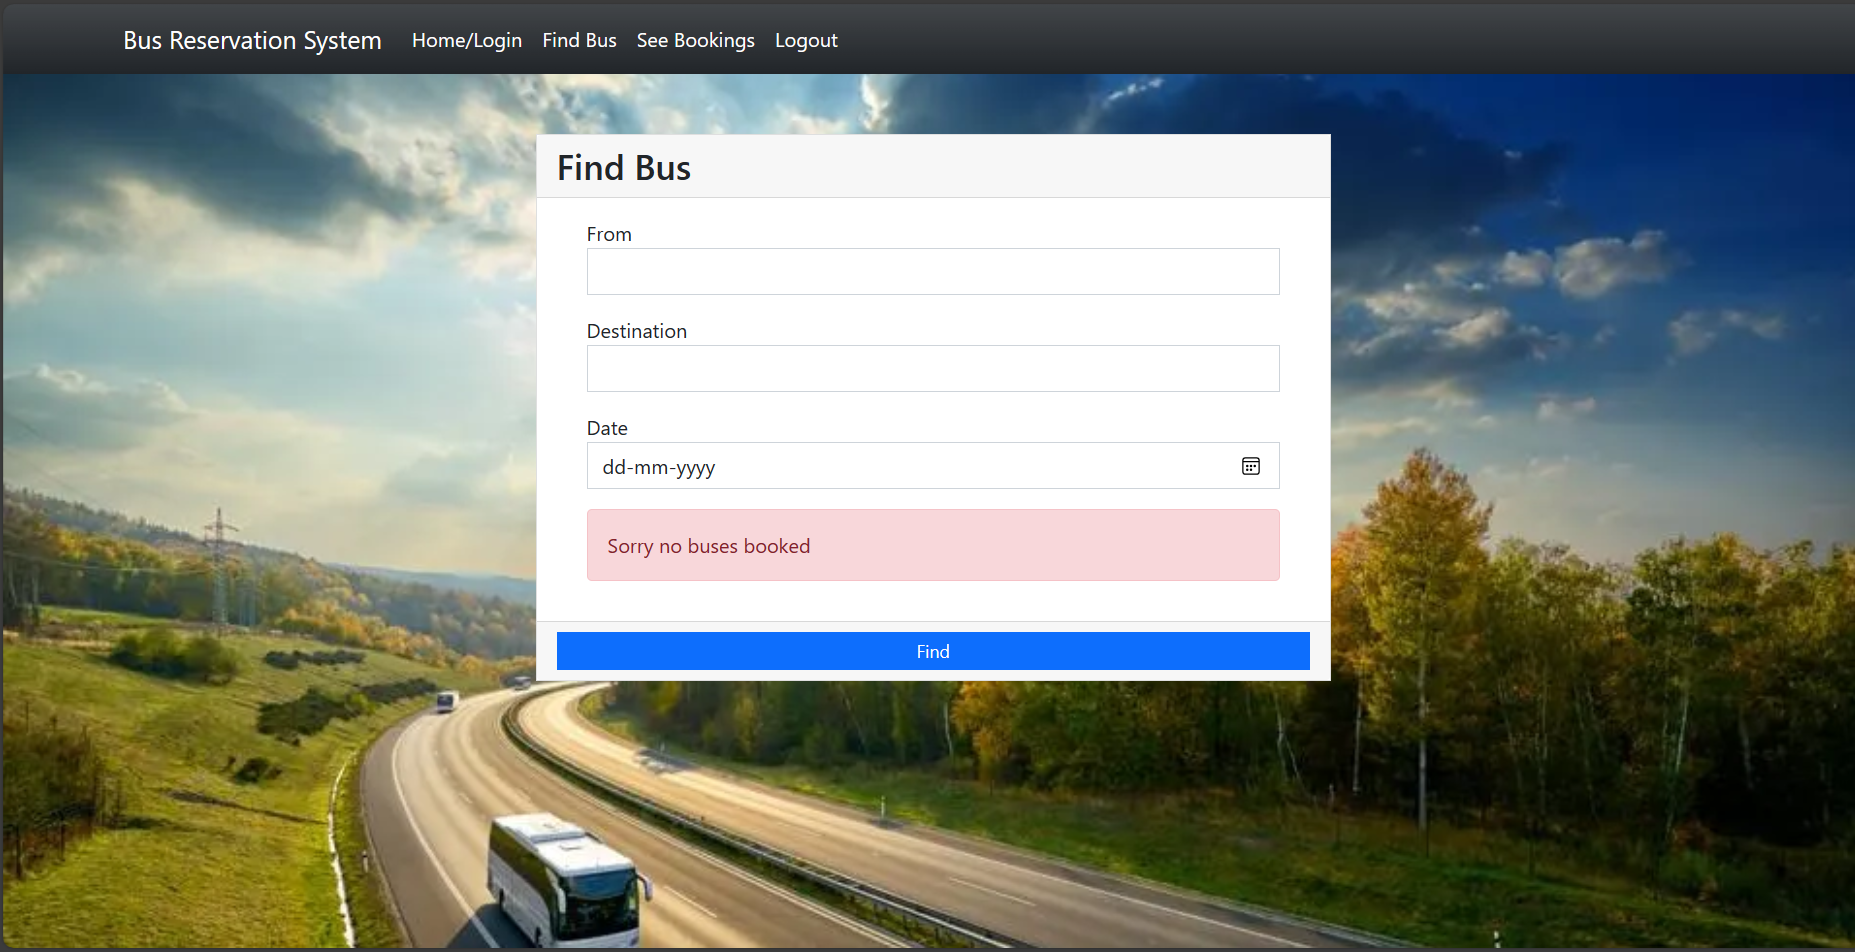 Bus Reservation System Home/Login Find Bus See Bookings Logout
Find Bus
From
Destination
Date
dd-mm-yyyy
Sorry no buses booked
Find